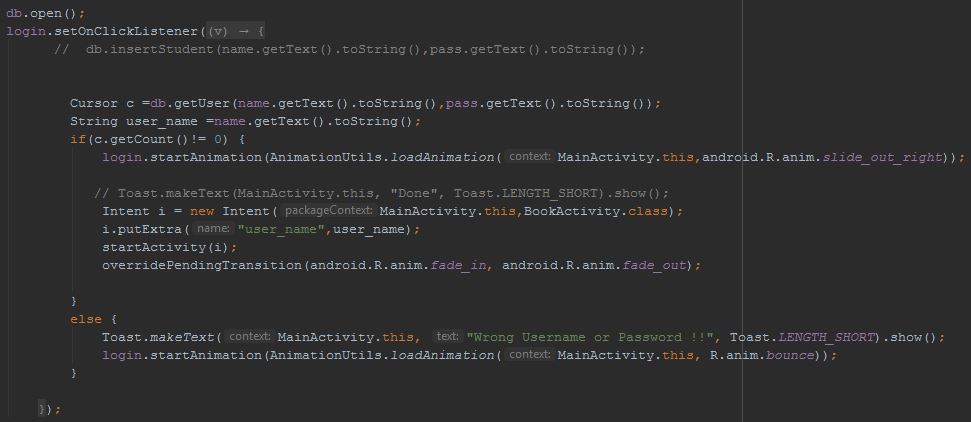 db.open();
login.setOnClickListener((v) → {
//  db.insertStudent(name.getText().toString(),pass.getText().toString());
Cursor c =db.getUser(name.getText().toString(),pass.getText().toString());
String user_name =name.getText().toString();
if(c.getCount()!= 0) {
login.startAnimation(AnimationUtils.loadAnimation( context: MainActivity.this,android.R.anim.slide_out_right));
// Toast.makeText(MainActivity.this, "Done", Toast.LENGTH_SHORT).show();
Intent i = new Intent( packageContext: MainActivity.this,BookActivity.class);
i.putExtra( name: "user_name",user_name);
startActivity(i);
overridePendingTransition(android.R.anim.fade_in, android.R.anim.fade_out);
}
else {
Toast.makeText( context: MainActivity.this, text: "Wrong Username or Password !!", Toast.LENGTH_SHORT).show();
login.startAnimation(AnimationUtils.loadAnimation( context: MainActivity.this, R.anim.bounce));
}
});